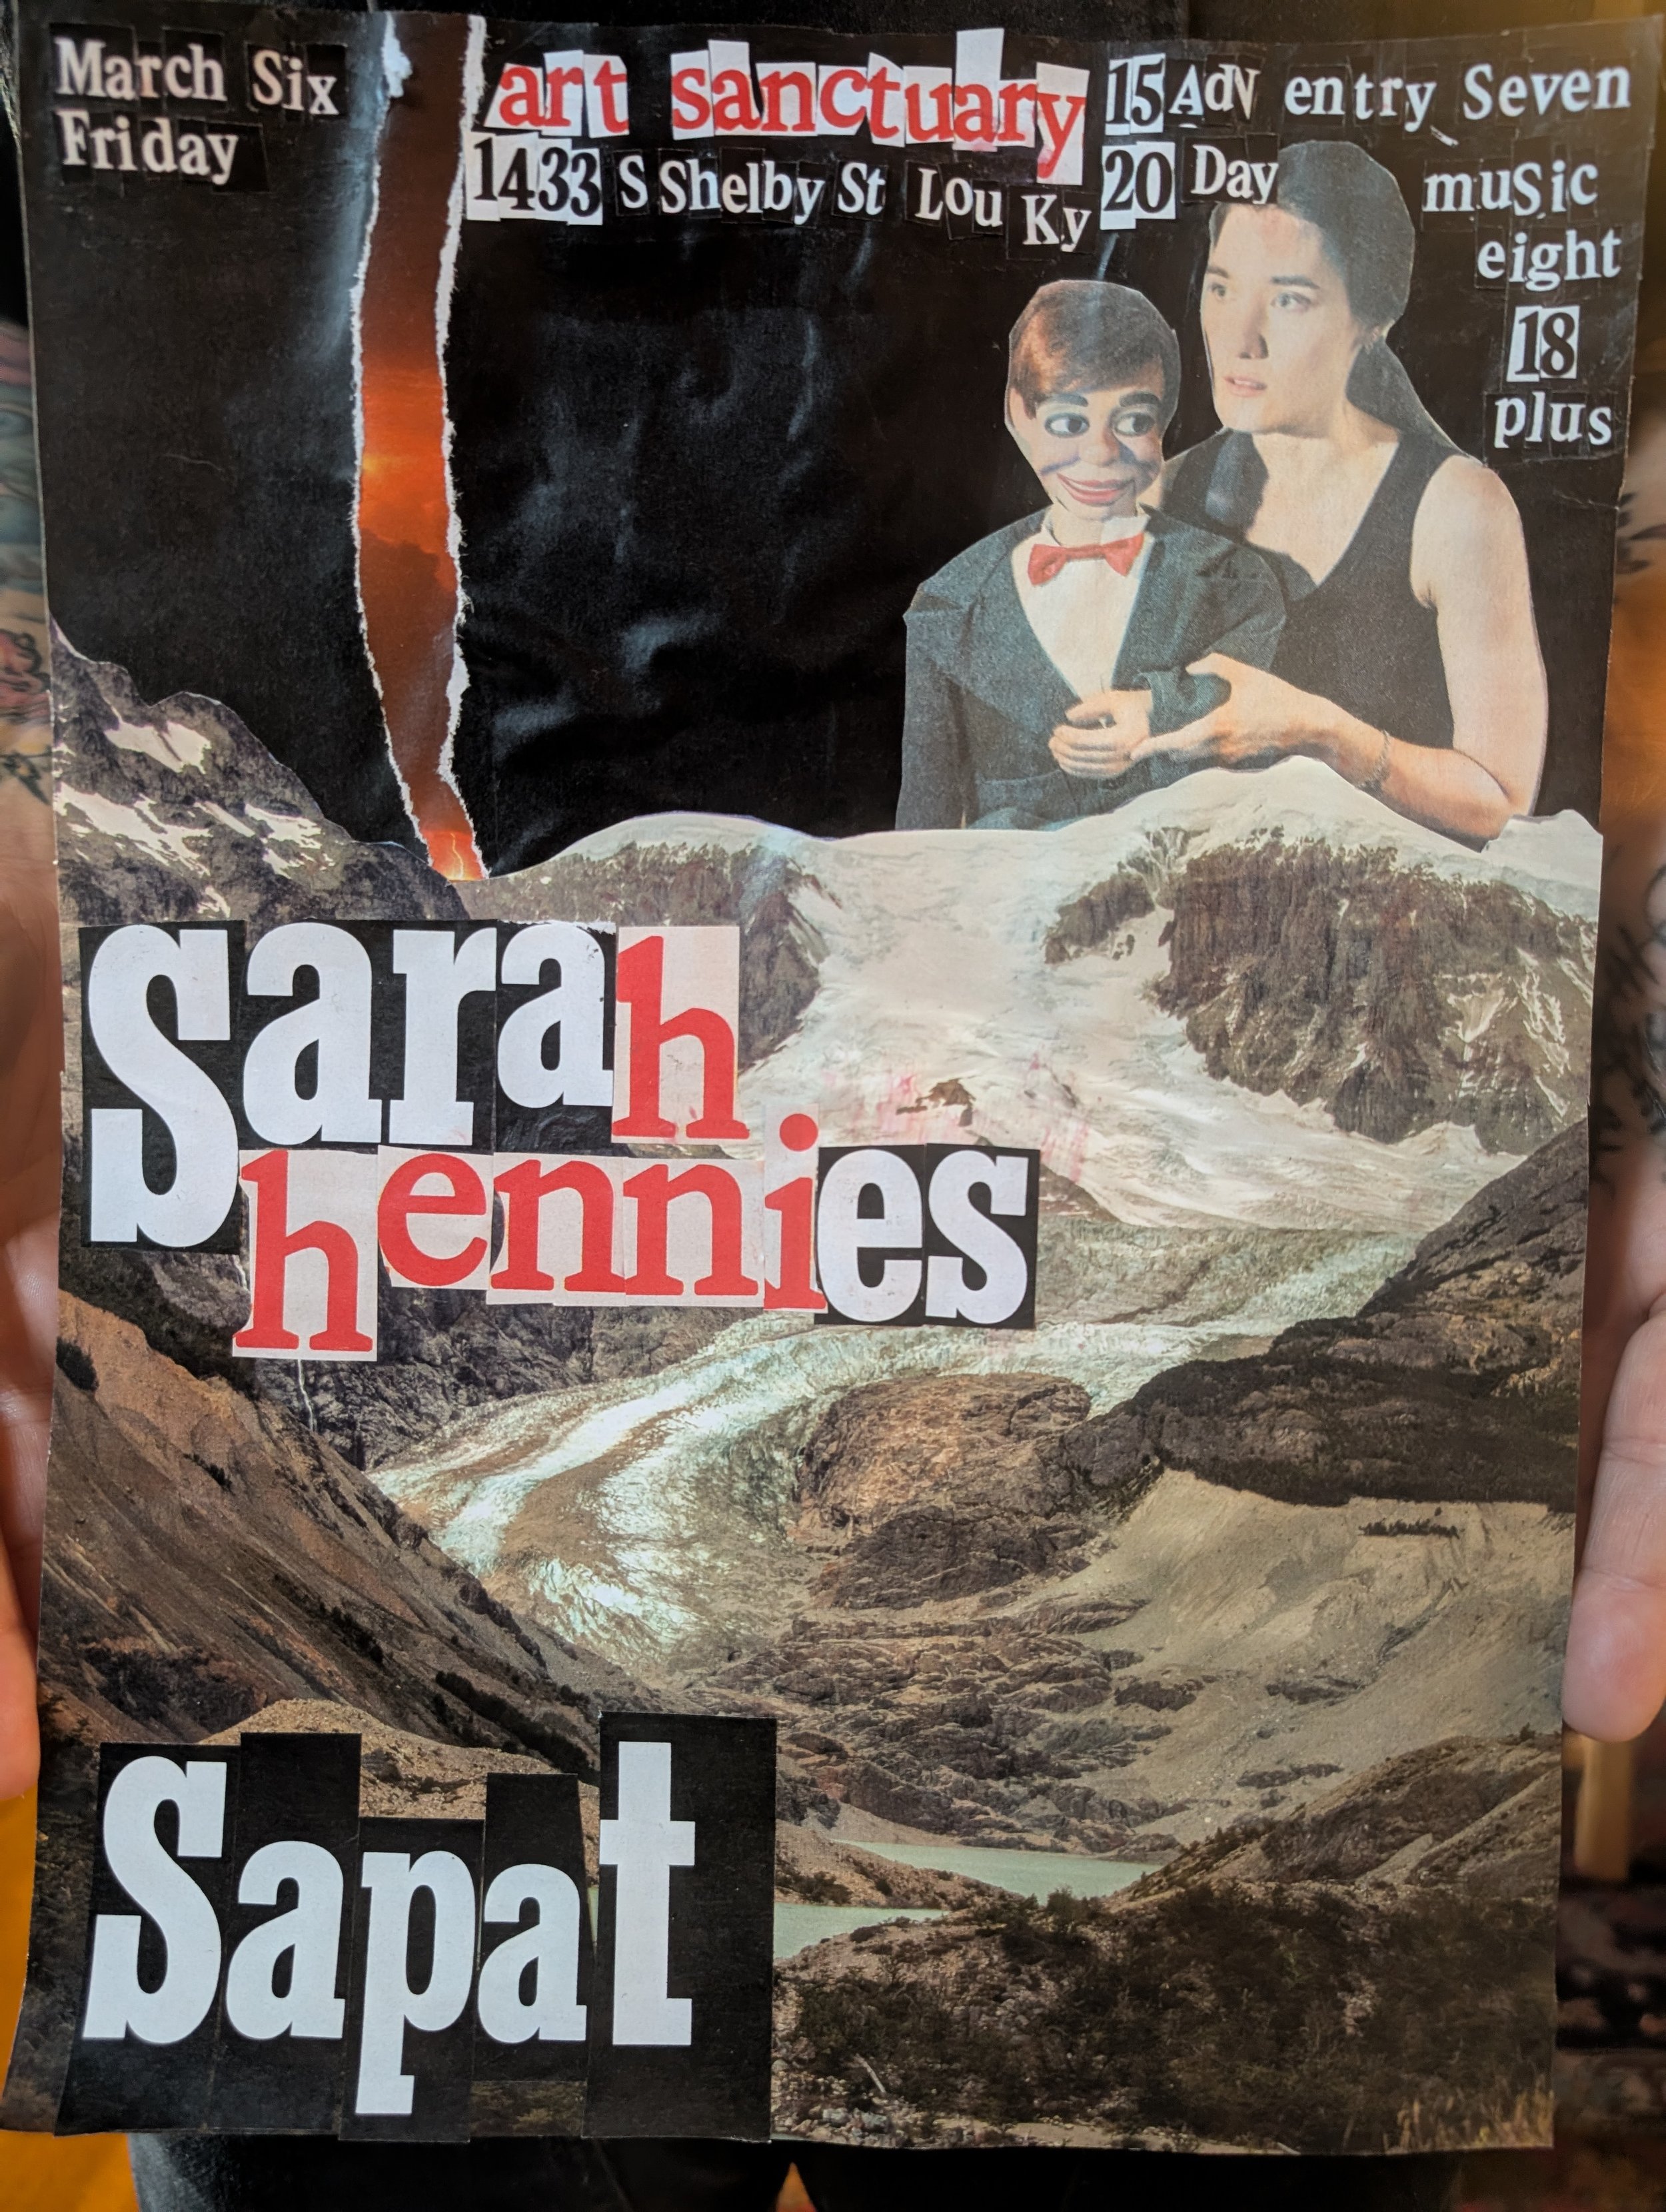 March Six
Friday
art sanctuary
1433 S Shelby St Lou Ky
15 AdV
20 Day
entry Seven
muSic
eight
18
plus
Sarah
hennies
Sapat